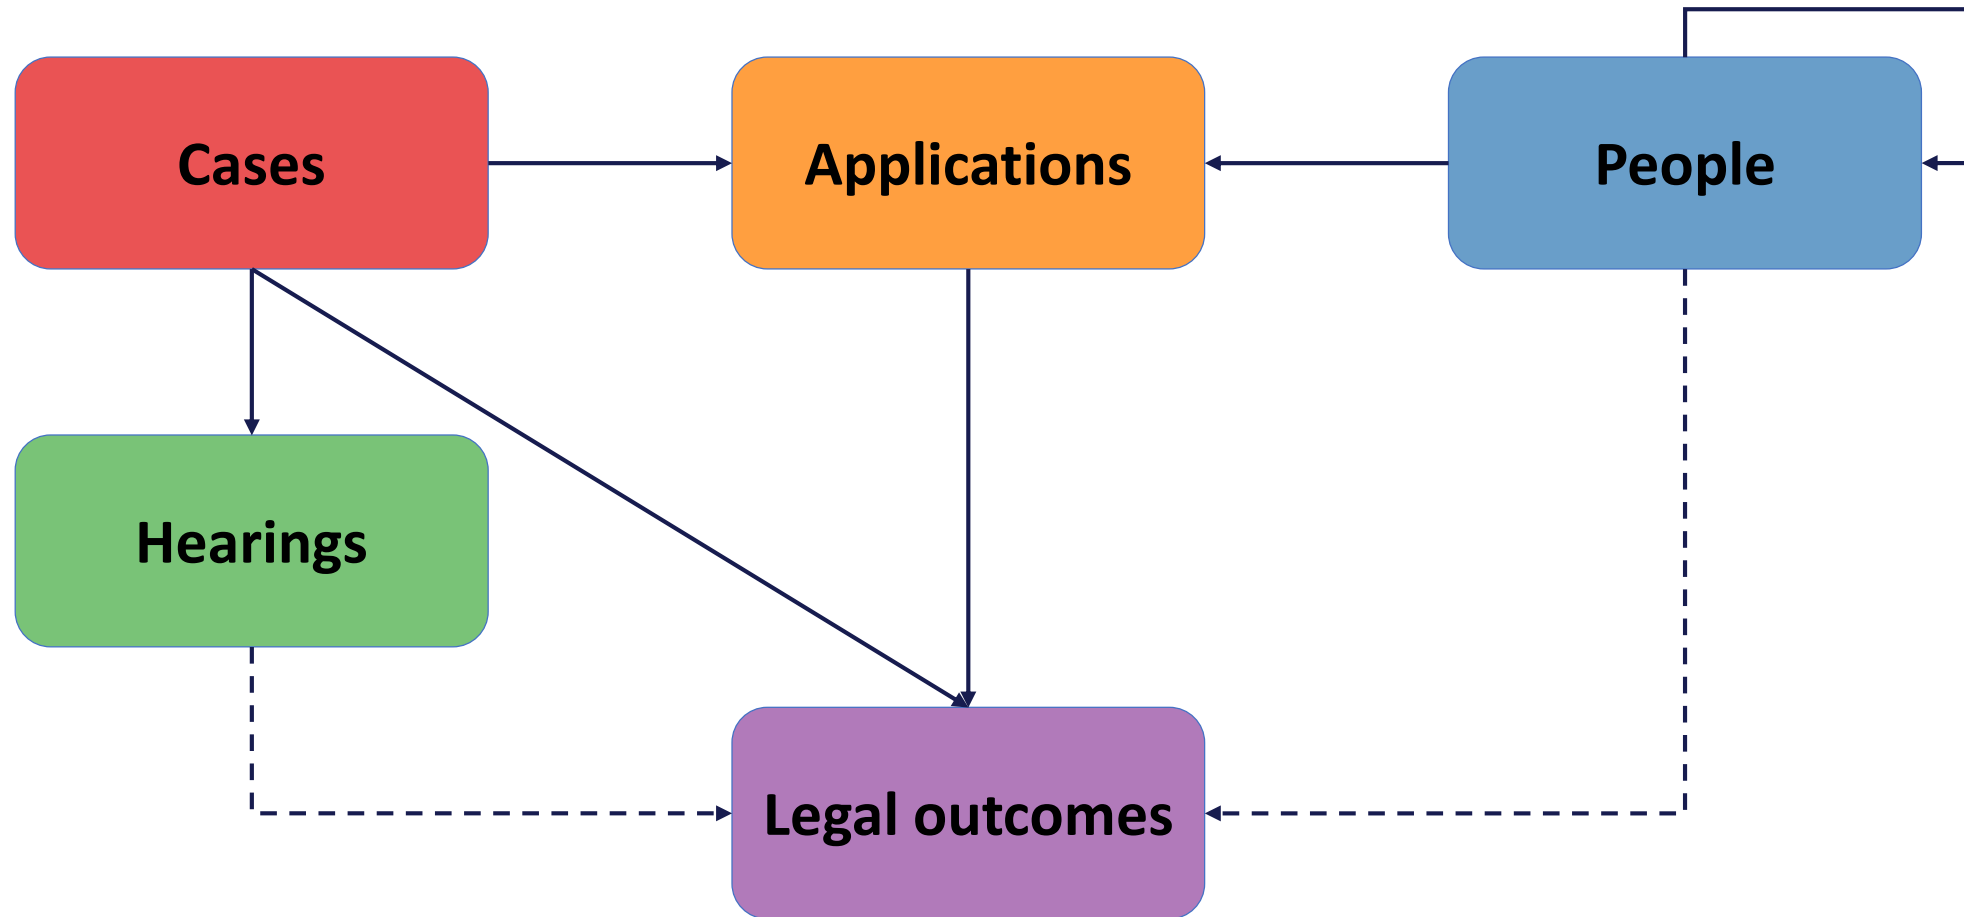 Cases
Applications
People
Hearings
Legal outcomes